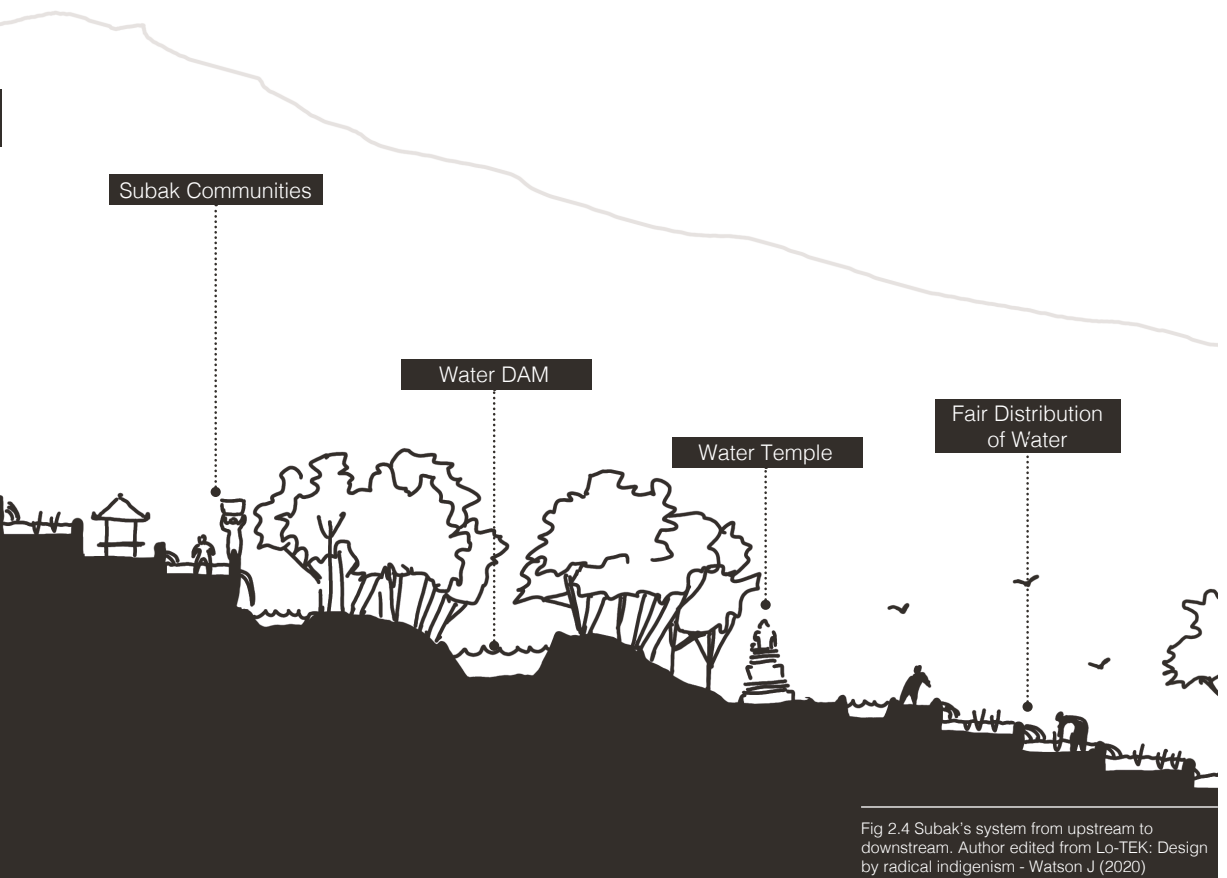 Subak Communities
Water DAM
Water Temple
Fair Distribution
of Water
Fig 2.4 Subak's system from upstream to
downstream. Author edited from Lo-TEK: Design
by radical indigenism - Watson J (2020)